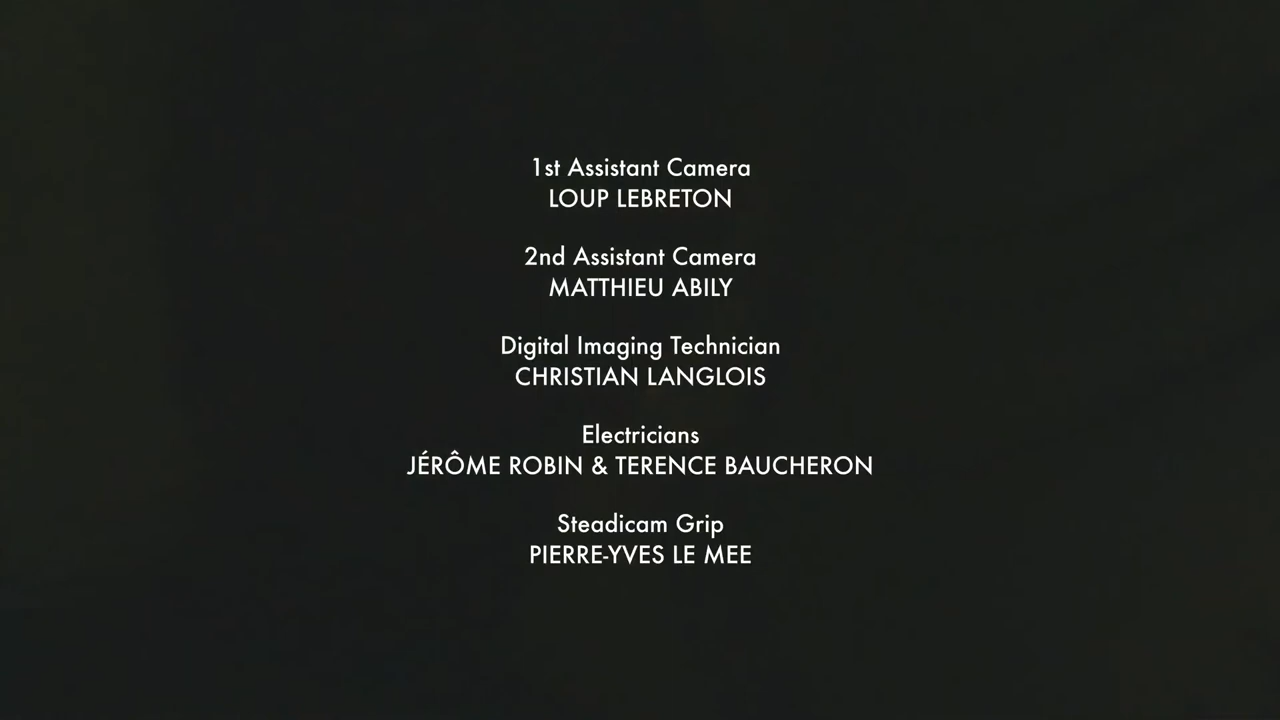 1st Assistant Camera
LOUP LEBRETON
2nd Assistant Camera
MATTHIEU ABILY
Digital Imaging Technician
CHRISTIAN LANGLOIS
Electricians
JÉRÔME ROBIN & TERENCE BAUCHERON
Steadicam Grip
PIERRE-YVES LE MEE